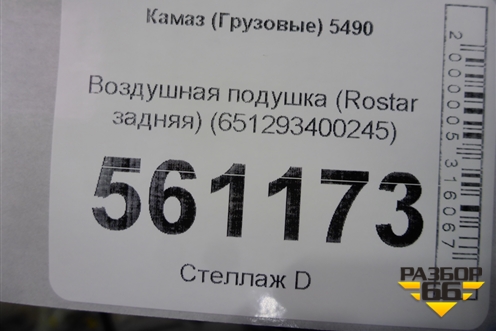 Камаз (Грузовые) 5490
Воздушная подушка (Rostar
задняя) (651293400245)
561173
Стеллаж D
2000005316067
РАЗБОР
66